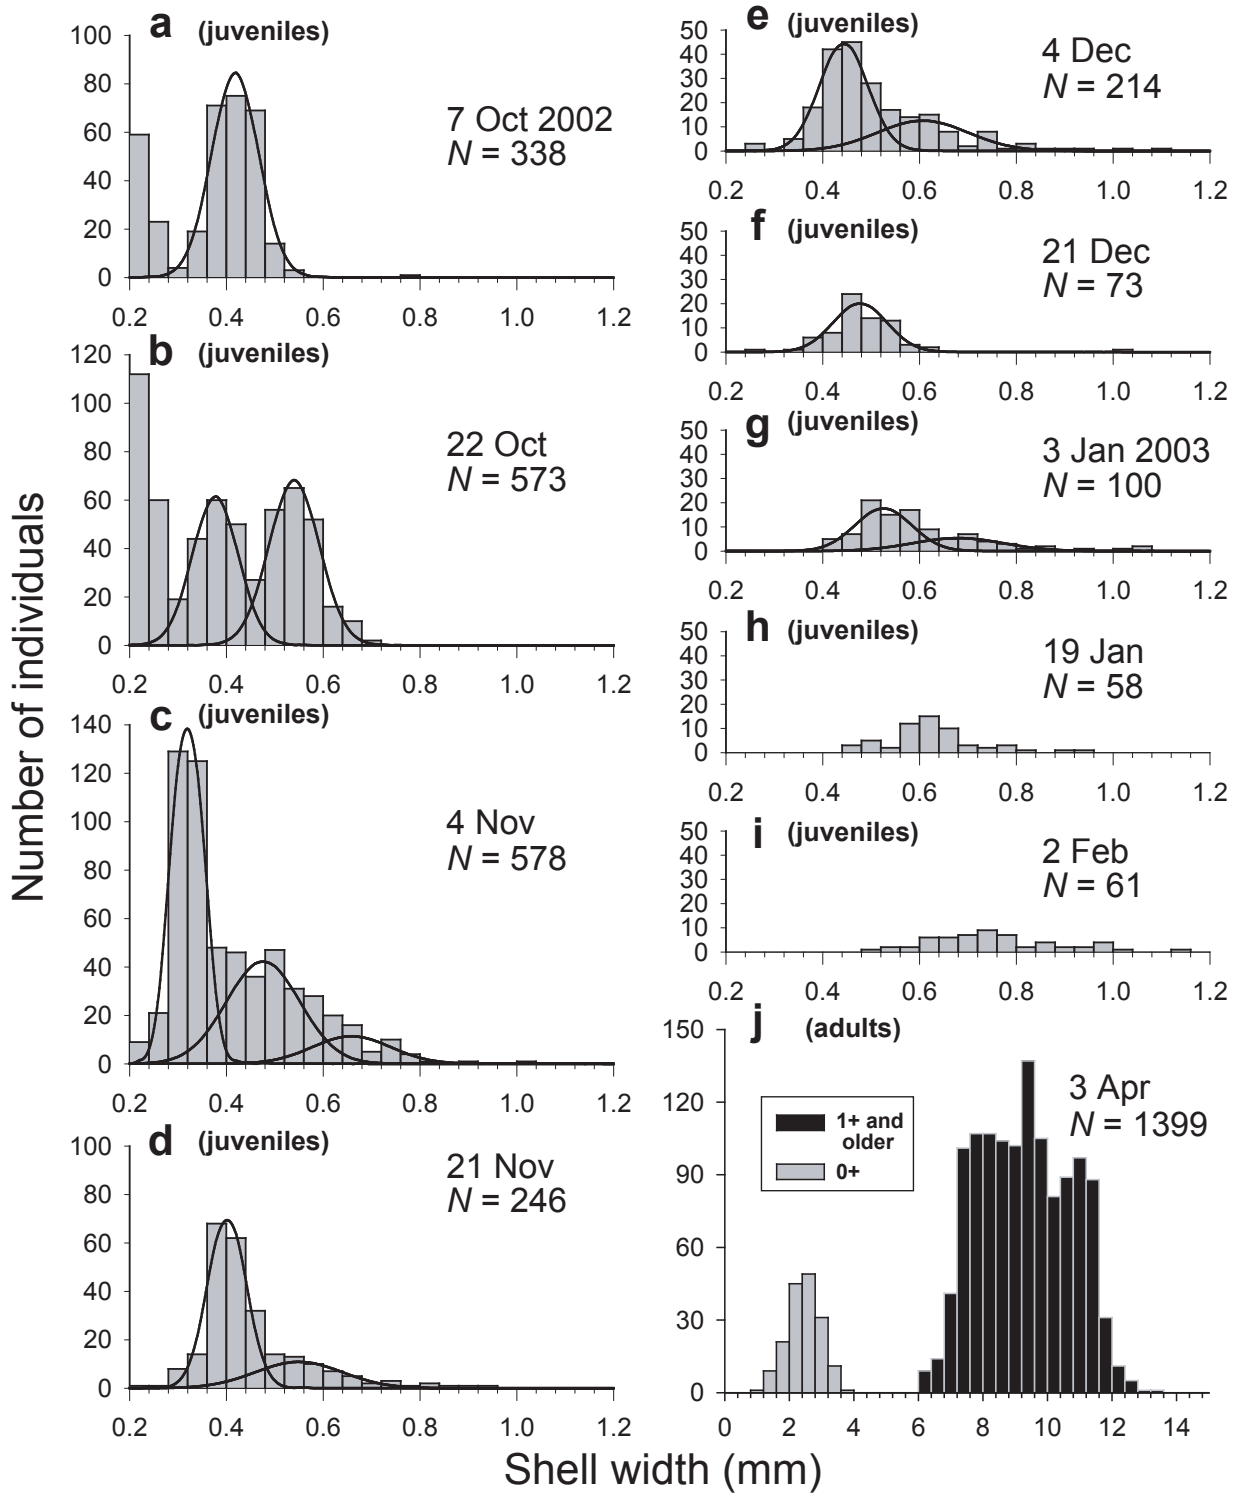 Number of individuals
a (juveniles)
7 Oct 2002
N = 338
100
80
60
40
20
0
0.2 0.4 0.6 0.8 1.0 1.2
b (juveniles)
22 Oct
N = 573
120
100
80
60
40
20
0
0.2 0.4 0.6 0.8 1.0 1.2
c (juveniles)
4 Nov
N = 578
140
120
100
80
60
40
20
0
0.2 0.4 0.6 0.8 1.0 1.2
d (juveniles)
21 Nov
N = 246
100
80
60
40
20
0
0.2 0.4 0.6 0.8 1.0 1.2
e (juveniles)
4 Dec
N = 214
50
40
30
20
10
0
0.2 0.4 0.6 0.8 1.0 1.2
f (juveniles)
21 Dec
N = 73
50
40
30
20
10
0
0.2 0.4 0.6 0.8 1.0 1.2
g (juveniles)
3 Jan 2003
N = 100
50
40
30
20
10
0
0.2 0.4 0.6 0.8 1.0 1.2
h (juveniles)
19 Jan
N = 58
50
40
30
20
10
0
0.2 0.4 0.6 0.8 1.0 1.2
i (juveniles)
2 Feb
N = 61
50
40
30
20
10
0
0.2 0.4 0.6 0.8 1.0 1.2
j (adults)
3 Apr
N = 1399
1+ and
older
0+
150
120
90
60
30
0
0 2 4 6 8 10 12 14
Shell width (mm)